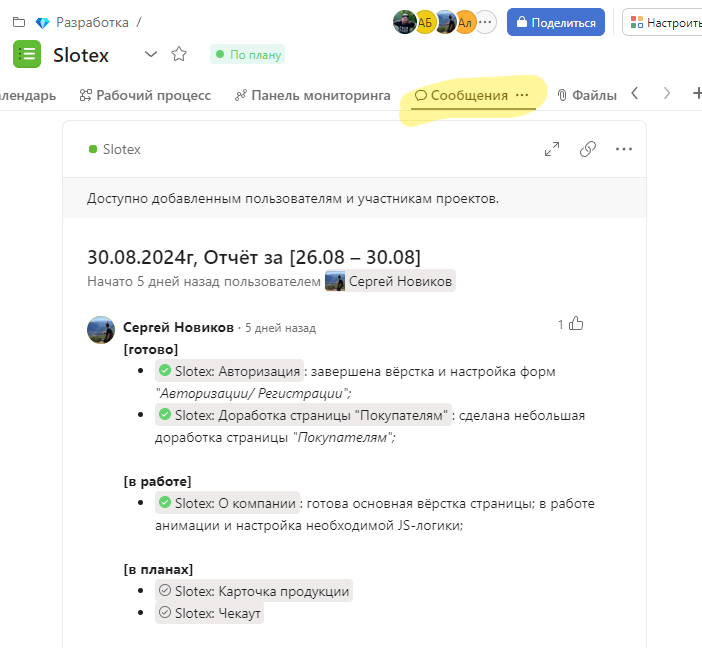 Разработка /
АБ
Ал
Поделиться
Настроить
Slotex
По плану
лендарь
Рабочий процесс
Панель мониторинга
Сообщения
Файлы
Slotex
Доступно добавленным пользователям и участникам проектов.
30.08.2024г, Отчёт за [26.08 – 30.08]
Начато 5 дней назад пользователем Сергей Новиков
Сергей Новиков · 5 дней назад
1
[готово]
• Slotex: Авторизация : завершена вёрстка и настройка форм
"Авторизации/ Регистрации";
• Slotex: Доработка страницы "Покупателям" : сделана небольшая
доработка страницы "Покупателям";
[в работе]
• Slotex: О компании : готова основная вёрстка страницы; в работе
анимации и настройка необходимой JS-логики;
[в планах]
• Slotex: Карточка продукции
• Slotex: Чекаут